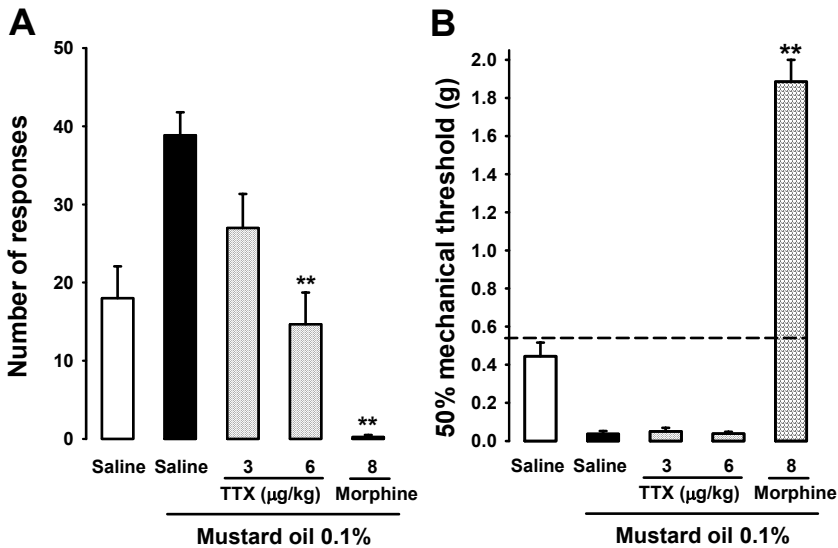 A
Number of responses
50
40
30
20
10
0
**
**
Saline Saline 3 6 8
TTX (μg/kg) Morphine
Mustard oil 0.1%
B
50% mechanical threshold (g)
2.0
1.8
1.6
1.4
1.2
1.0
0.8
0.6
0.4
0.2
0.0
**
Saline Saline 3 6 8
TTX (μg/kg) Morphine
Mustard oil 0.1%